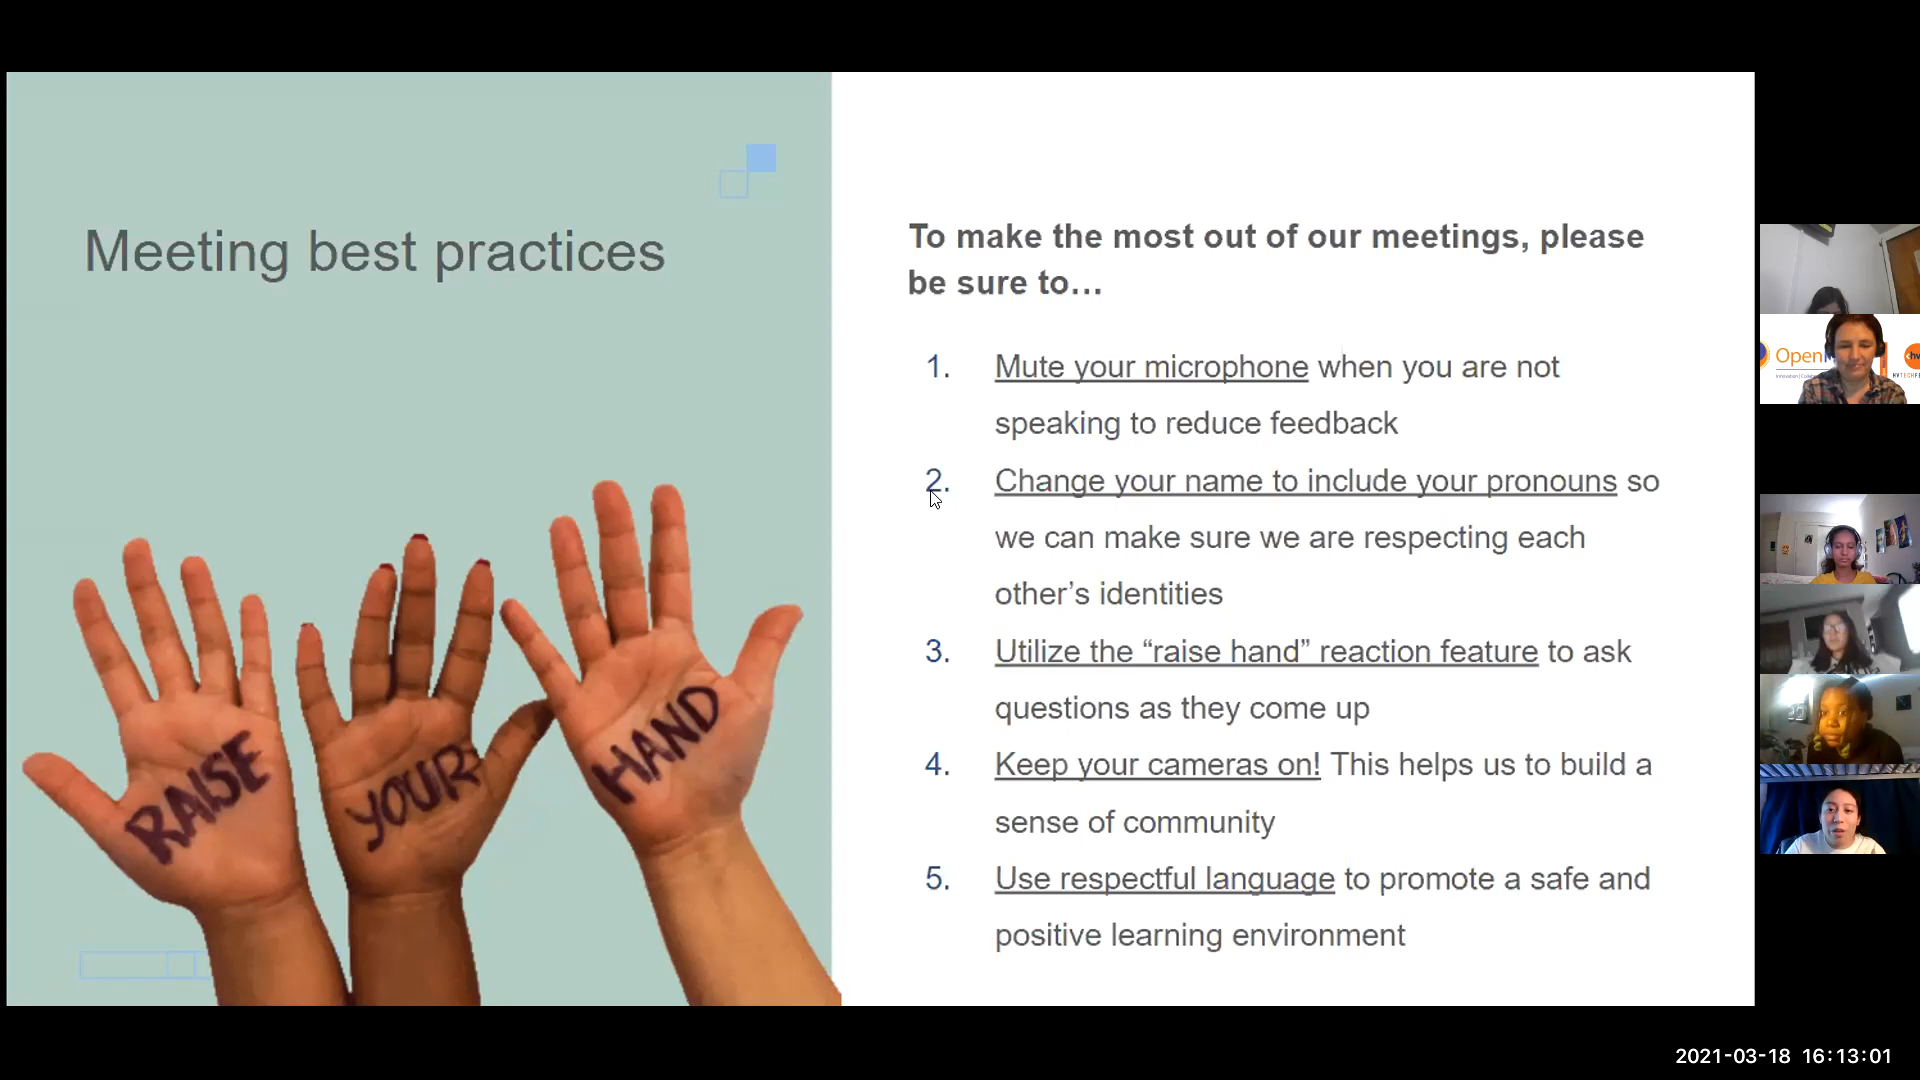 Meeting best practices
RAISE
YOUR
HAND
To make the most out of our meetings, please
be sure to…
1. Mute your microphone when you are not
speaking to reduce feedback
2. Change your name to include your pronouns so
we can make sure we are respecting each
other’s identities
3. Utilize the “raise hand” reaction feature to ask
questions as they come up
4. Keep your cameras on! This helps us to build a
sense of community
5. Use respectful language to promote a safe and
positive learning environment
Open
2021-03-18 16:13:01